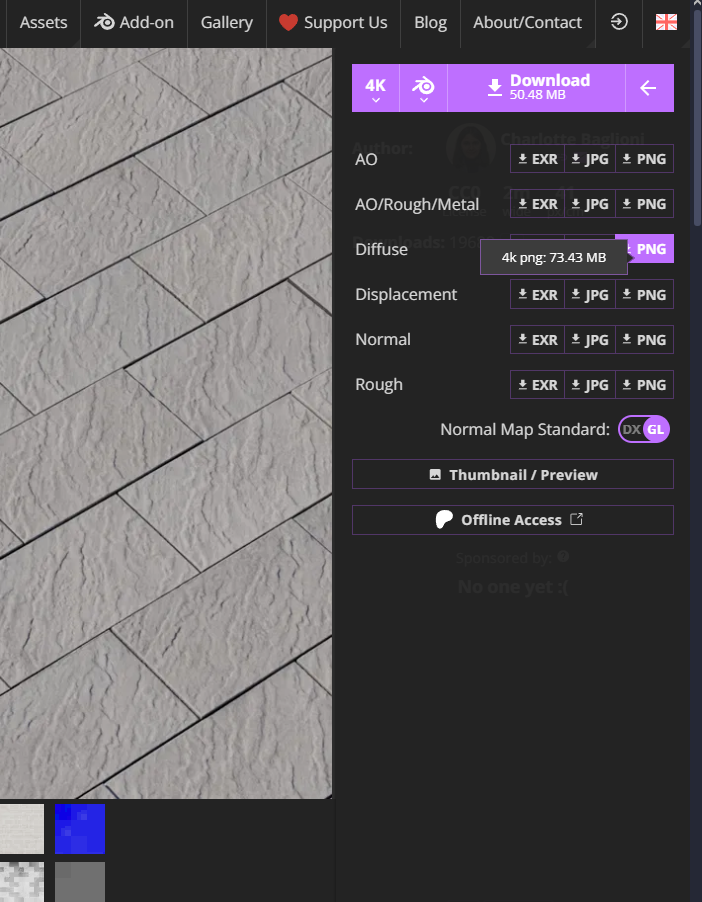 Assets Add-on Gallery Support Us Blog About/Contact
4K Download
50.48 MB
Author: Charlotte Baglioni
CC0
AO EXR JPG PNG
AO/Rough/Metal EXR JPG PNG
Downloads:
Diffuse PNG
4k png: 73.43 MB
Displacement EXR JPG PNG
Normal EXR JPG PNG
Rough EXR JPG PNG
Normal Map Standard: DX GL
Thumbnail / Preview
Offline Access
Sponsored by:
No one yet :(